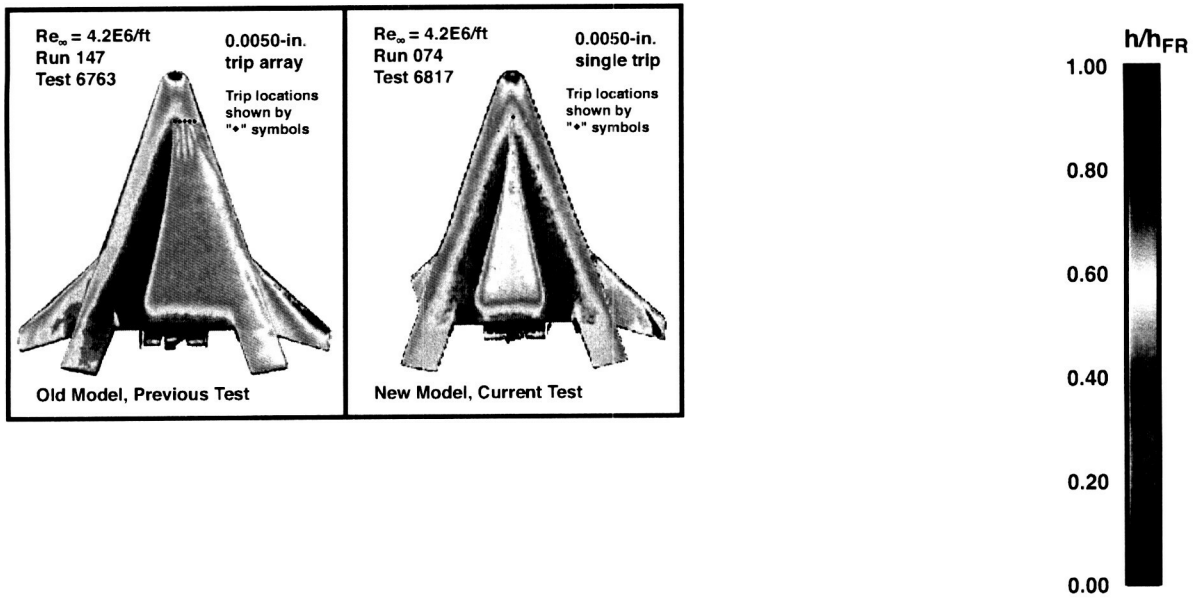 Re∞ = 4.2E6/ft
Run 147
Test 6763
0.0050-in.
trip array
Trip locations
shown by
"◆" symbols
Old Model, Previous Test
Re∞ = 4.2E6/ft
Run 074
Test 6817
0.0050-in.
single trip
Trip locations
shown by
"◆" symbols
New Model, Current Test
h/hFR
1.00
0.80
0.60
0.40
0.20
0.00